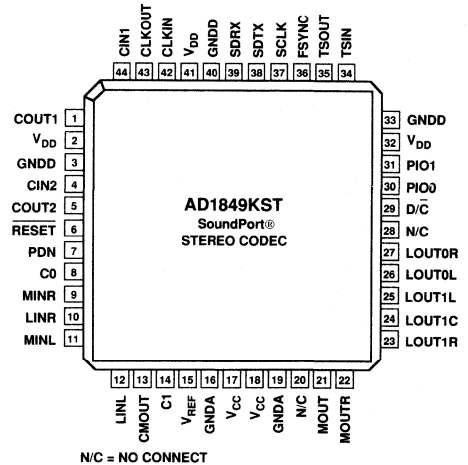 CIN1 CLKOUT CLKIN VDD GNDD SDRX SDTX SCLK FSYNC TSOUT TSIN
44 43 42 41 40 39 38 37 36 35 34
COUT1 1
VDD 2
GNDD 3
CIN2 4
COUT2 5
RESET 6
PDN 7
C0 8
MINR 9
LINR 10
MINL 11
AD1849KST
SoundPort®
STEREO CODEC
33 GNDD
32 VDD
31 PIO1
30 PIO0
29 D/C
28 N/C
27 LOUT0R
26 LOUT0L
25 LOUT1L
24 LOUT1C
23 LOUT1R
12 13 14 15 16 17 18 19 20 21 22
LINL CMOUT C1 VREF GNDA VCC VCC GNDA N/C MOUT MOUTR
N/C = NO CONNECT